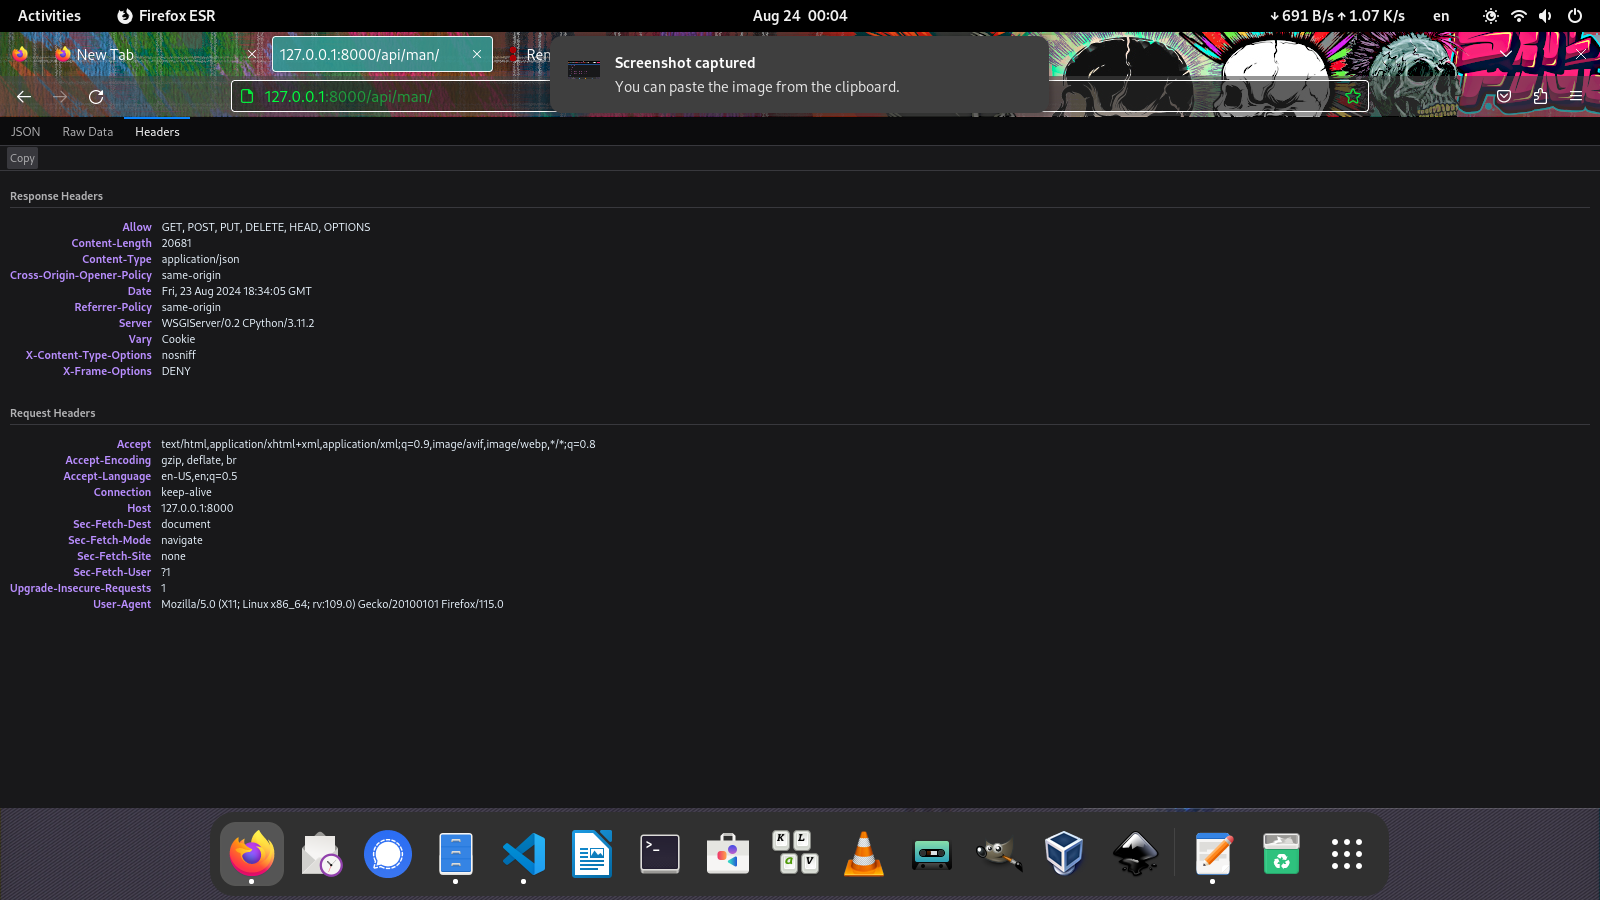 Activities Firefox ESR Aug 24 00:04 ↓ 691 B/s ↑ 1.07 K/s en
New Tab 127.0.0.1:8000/api/man/ Ren
Screenshot captured
You can paste the image from the clipboard.
127.0.0.1:8000/api/man/
JSON Raw Data Headers
Copy
Response Headers
Allow GET, POST, PUT, DELETE, HEAD, OPTIONS
Content-Length 20681
Content-Type application/json
Cross-Origin-Opener-Policy same-origin
Date Fri, 23 Aug 2024 18:34:05 GMT
Referrer-Policy same-origin
Server WSGIServer/0.2 CPython/3.11.2
Vary Cookie
X-Content-Type-Options nosniff
X-Frame-Options DENY
Request Headers
Accept text/html,application/xhtml+xml,application/xml;q=0.9,image/avif,image/webp,*/*;q=0.8
Accept-Encoding gzip, deflate, br
Accept-Language en-US,en;q=0.5
Connection keep-alive
Host 127.0.0.1:8000
Sec-Fetch-Dest document
Sec-Fetch-Mode navigate
Sec-Fetch-Site none
Sec-Fetch-User ?1
Upgrade-Insecure-Requests 1
User-Agent Mozilla/5.0 (X11; Linux x86_64; rv:109.0) Gecko/20100101 Firefox/115.0
>_
K L
a V